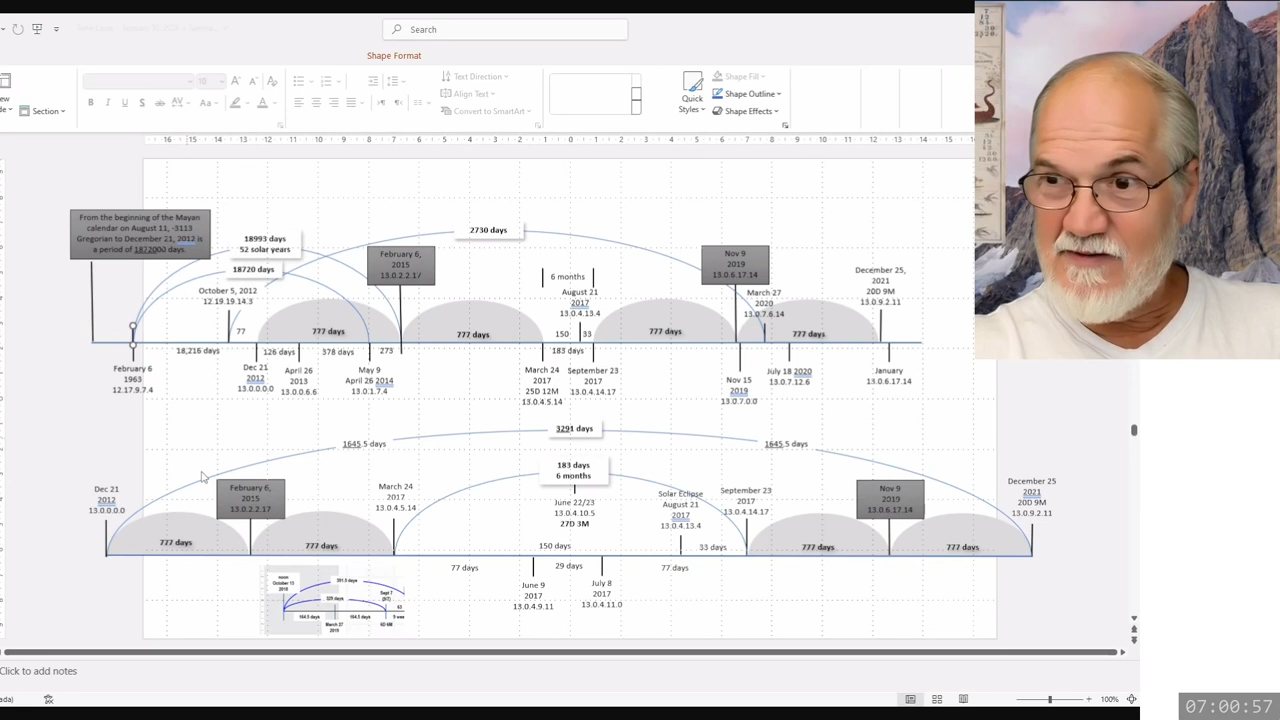 Search
Shape Format
Text Direction
Align Text
Convert to SmartArt
Section
Quick
Styles
Shape Fill
Shape Outline
Shape Effects
From the beginning of the Mayan
calendar on August 11, -3113
Gregorian to December 21, 2012 is
a period of 1872000 days.
18993 days
52 solar years
18720 days
2730 days
February 6,
2015
13.0.2.2.17
Nov 9
2019
13.0.6.17.14
6 months
August 21
2017
13.0.4.13.4
October 5, 2012
12.19.19.14.3
March 27
2020
13.0.7.6.14
December 25,
2021
20D 9M
13.0.9.2.11
77
777 days
777 days
150
33
777 days
777 days
18,216 days
126 days
378 days
273
183 days
February 6
1963
12.17.9.7.4
Dec 21
2012
13.0.0.0.0
April 26
2013
13.0.0.6.6
May 9
April 26 2014
13.0.1.7.4
March 24
2017
25D 12M
13.0.4.5.14
September 23
2017
13.0.4.14.17
Nov 15
2019
13.0.7.0.0
July 18 2020
13.0.7.12.6
January
13.0.6.17.14
3291 days
1645.5 days
1645.5 days
183 days
6 months
June 22/23
13.0.4.10.5
27D 3M
Dec 21
2012
13.0.0.0.0
February 6,
2015
13.0.2.2.17
March 24
2017
13.0.4.5.14
Solar Eclipse
August 21
2017
13.0.4.13.4
September 23
2017
13.0.4.14.17
Nov 9
2019
13.0.6.17.14
December 25
2021
20D 9M
13.0.9.2.11
777 days
777 days
150 days
33 days
777 days
777 days
77 days
29 days
77 days
June 9
2017
13.0.4.9.11
July 8
2017
13.0.4.11.0
329 days
164.5 days
164.5 days
March 27
2019
Click to add notes
100%
07:00:57